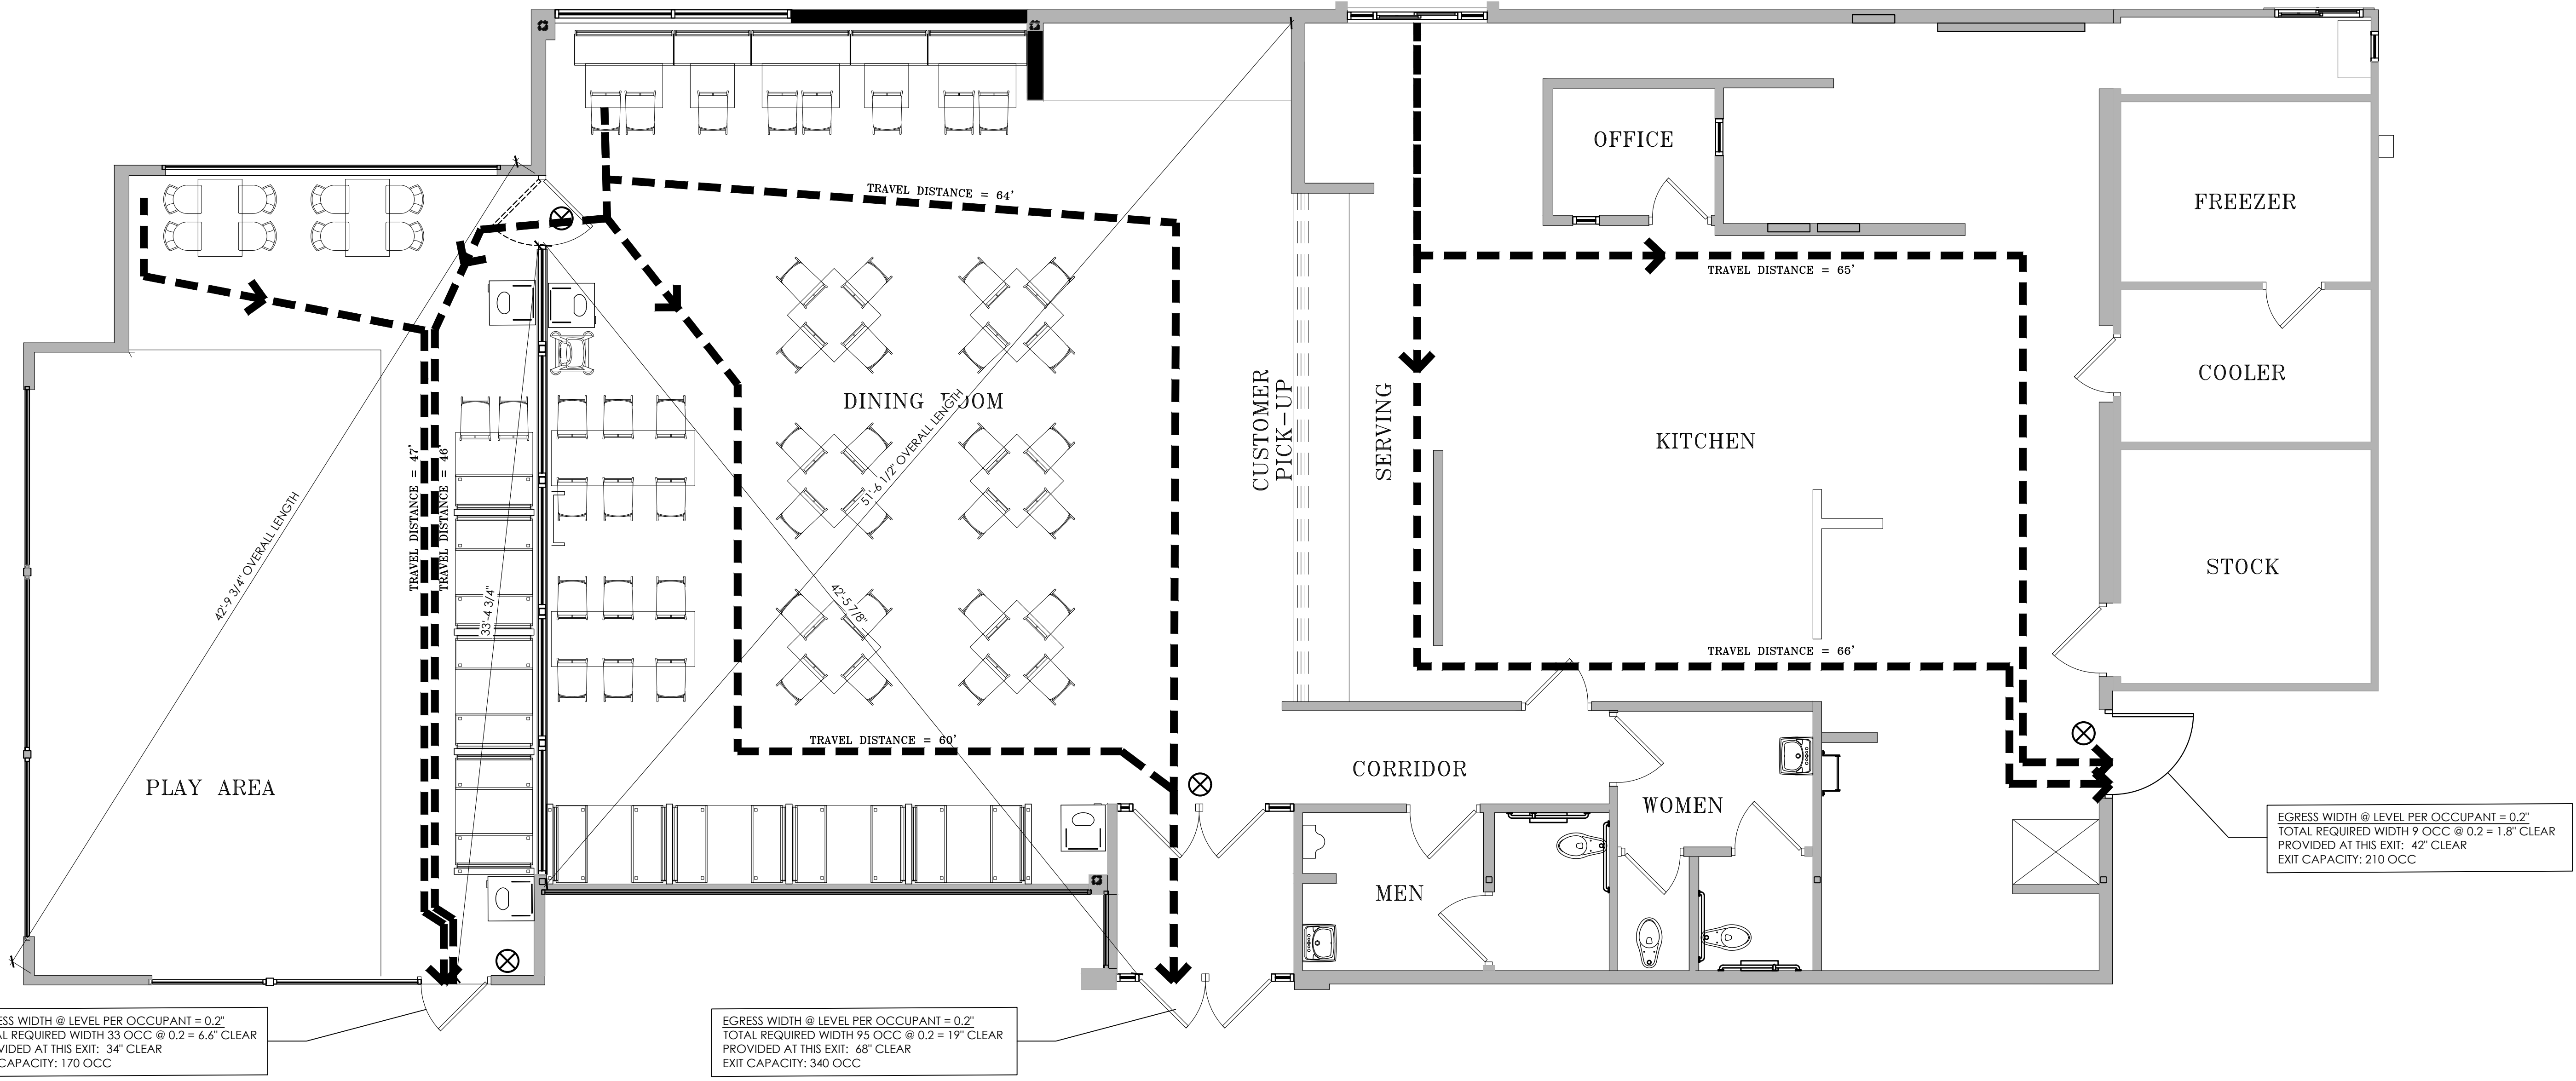 OFFICE
TRAVEL DISTANCE = 64'
FREEZER
TRAVEL DISTANCE = 65'
COOLER
DINING ROOM
51'-6 1/2" OVERALL LENGTH
CUSTOMER
PICK-UP
SERVING
KITCHEN
TRAVEL DISTANCE = 47'
TRAVEL DISTANCE = 46'
42'-9 3/4" OVERALL LENGTH
33'-4 3/4"
42'-5 7/8"
STOCK
TRAVEL DISTANCE = 66'
TRAVEL DISTANCE = 60'
CORRIDOR
PLAY AREA
WOMEN
MEN
EGRESS WIDTH @ LEVEL PER OCCUPANT = 0.2"
TOTAL REQUIRED WIDTH 9 OCC @ 0.2 = 1.8" CLEAR
PROVIDED AT THIS EXIT: 42" CLEAR
EXIT CAPACITY: 210 OCC
ESS WIDTH @ LEVEL PER OCCUPANT = 0.2"
AL REQUIRED WIDTH 33 OCC @ 0.2 = 6.6" CLEAR
VIDED AT THIS EXIT: 34" CLEAR
CAPACITY: 170 OCC
EGRESS WIDTH @ LEVEL PER OCCUPANT = 0.2"
TOTAL REQUIRED WIDTH 95 OCC @ 0.2 = 19" CLEAR
PROVIDED AT THIS EXIT: 68" CLEAR
EXIT CAPACITY: 340 OCC